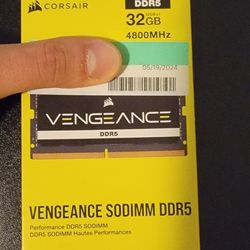 CORSAIR
DDR5
32GB
4800MHz
05/19/2024
VENGEANCE
DDR5
VENGEANCE SODIMM DDR5
Performance DDR5 SODIMM
DDR5 SODIMM Hautes Performances